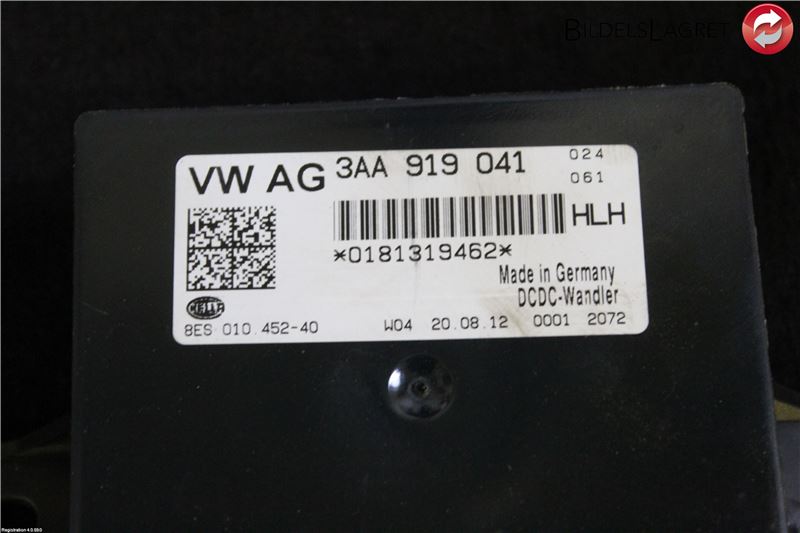 BILDELSLAGRET
VW AG 3AA 919 041 024
061
HLH
*0181319462*
Made in Germany
DCDC-Wandler
HELLA
8ES 010.452-40 W04 20.08.12 0001 2072